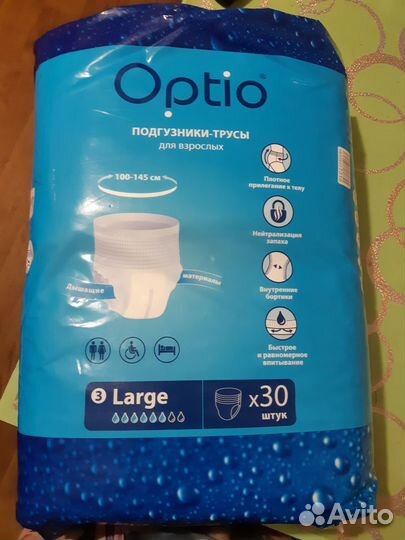 Optio
ПОДГУЗНИКИ-ТРУСЫ
для взрослых
100-145 см
Плотное
прилегание к телу
Нейтрализация
запаха
Дышащие материалы
Внутренние
бортики
Быстрое
и равномерное
впитывание
3 Large
x30
штук
Avito